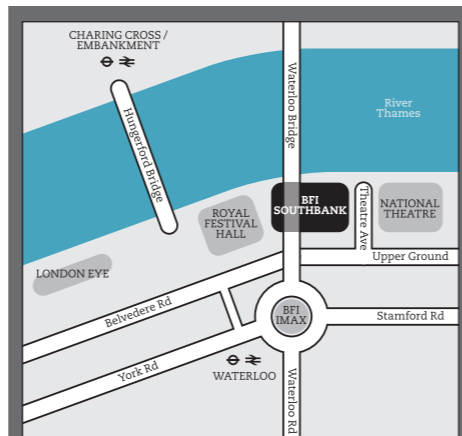 CHARING CROSS /
EMBANKMENT
Hungerford Bridge
Waterloo Bridge
River
Thames
ROYAL
FESTIVAL
HALL
BFI
SOUTHBANK
Theatre Ave
NATIONAL
THEATRE
LONDON EYE
Upper Ground
Belvedere Rd
BFI
IMAX
Stamford Rd
York Rd
WATERLOO
Waterloo Rd